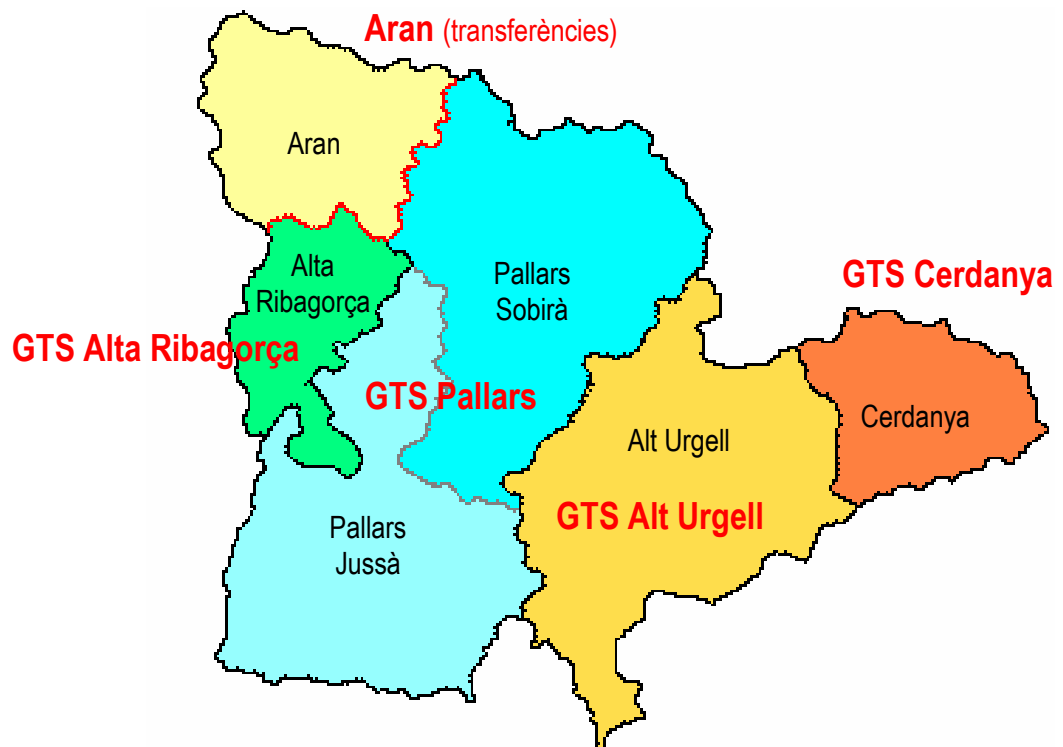 Aran (transferències)
Aran
Alta
Ribagorça
Pallars
Sobirà
GTS Cerdanya
GTS Alta Ribagorça
GTS Pallars
Cerdanya
Alt Urgell
GTS Alt Urgell
Pallars
Jussà